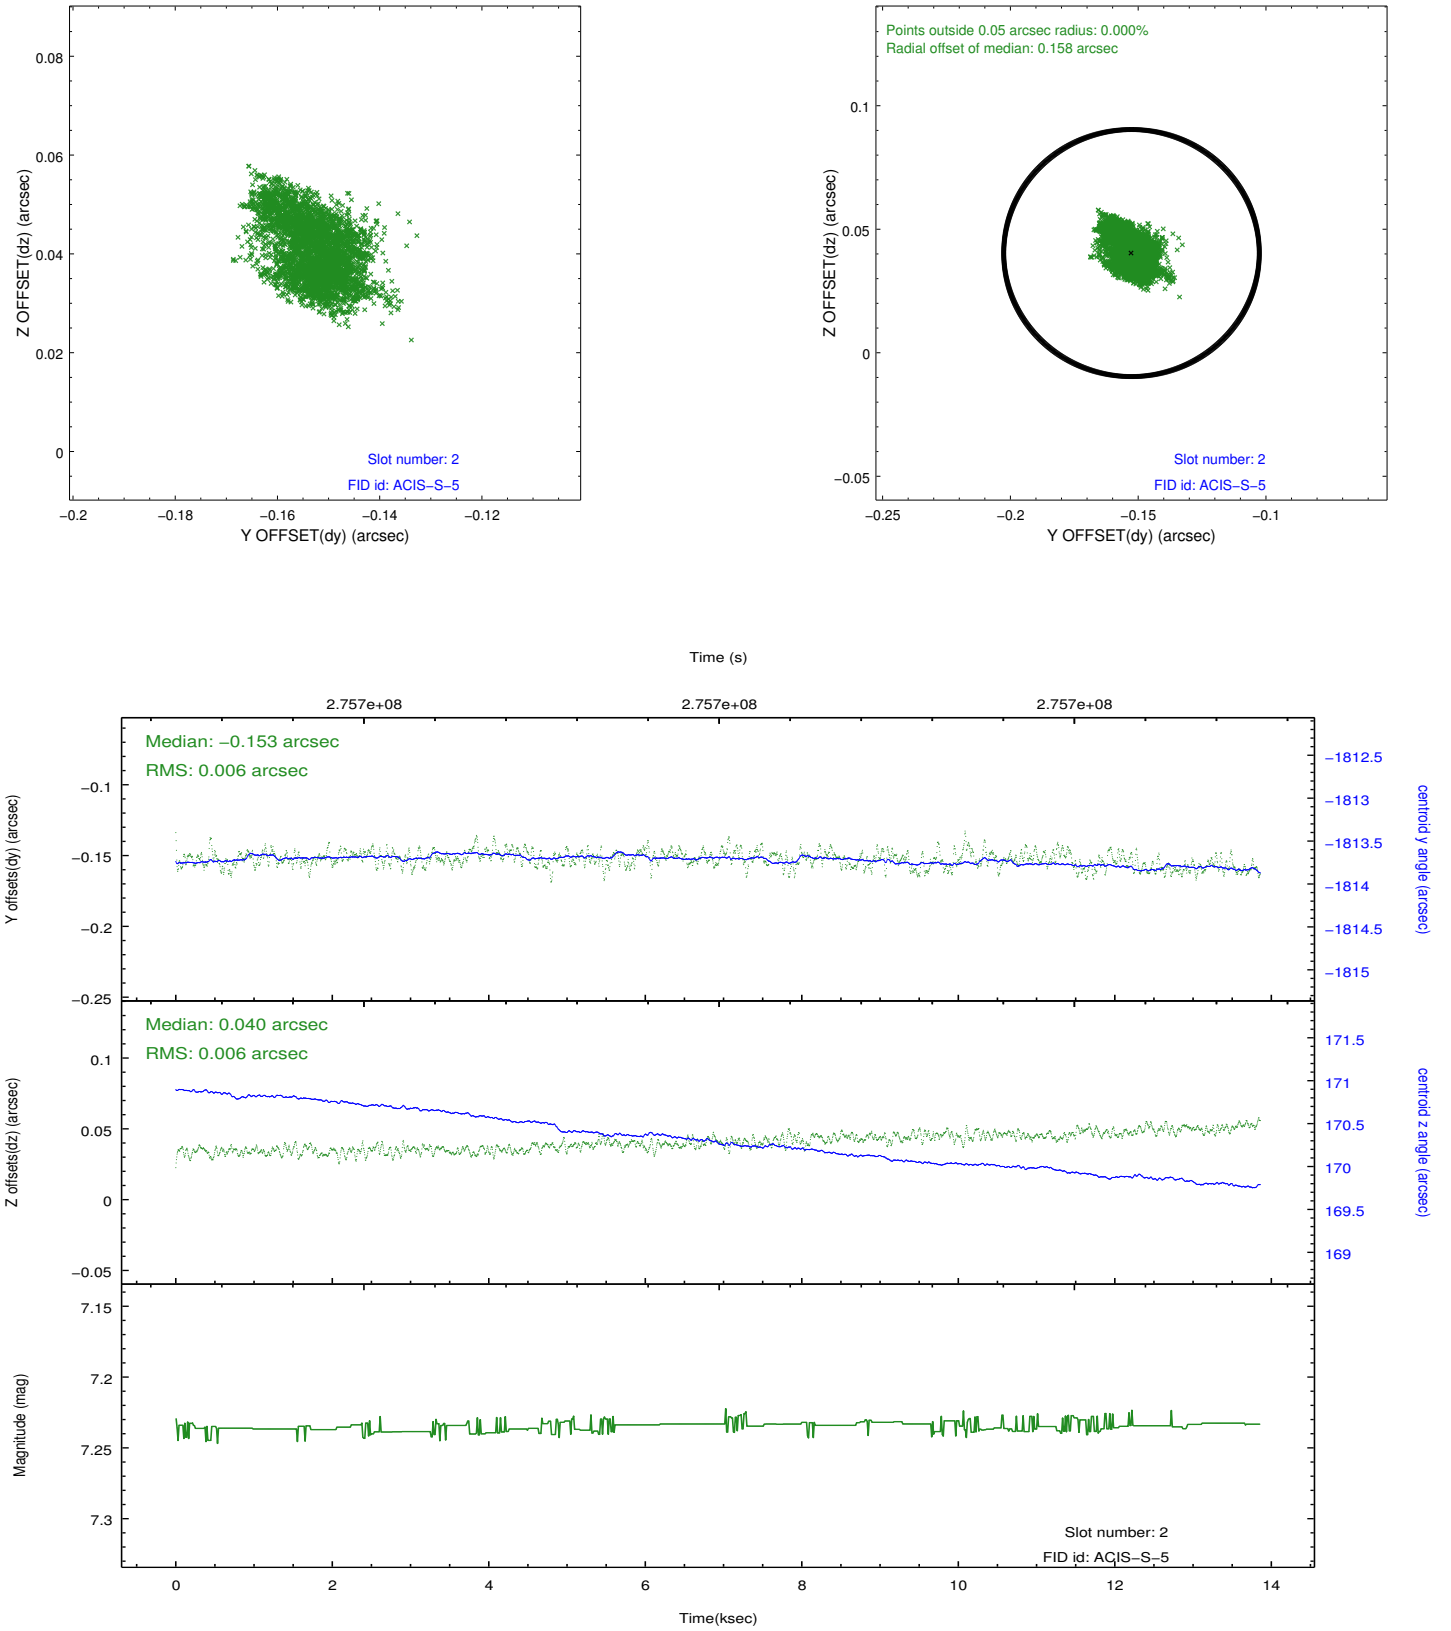 0.08
0.06
0.04
0.02
0
Z OFFSET(dz) (arcsec)
Slot number: 2
FID id: ACIS−S−5
−0.2
−0.18
−0.16
−0.14
−0.12
Y OFFSET(dy) (arcsec)
Points outside 0.05 arcsec radius: 0.000%
Radial offset of median: 0.158 arcsec
0.1
0.05
0
−0.05
Z OFFSET(dz) (arcsec)
Slot number: 2
FID id: ACIS−S−5
−0.25
−0.2
−0.15
−0.1
Y OFFSET(dy) (arcsec)
Time (s)
2.757e+08
2.757e+08
2.757e+08
Median: −0.153 arcsec
RMS: 0.006 arcsec
−0.1
−0.15
−0.2
−0.25
Y offsets(dy) (arcsec)
−1812.5
−1813
−1813.5
−1814
−1814.5
−1815
centroid y angle (arcsec)
Median: 0.040 arcsec
RMS: 0.006 arcsec
0.1
0.05
0
−0.05
Z offsets(dz) (arcsec)
171.5
171
170.5
170
169.5
169
centroid z angle (arcsec)
7.15
7.2
7.25
7.3
Magnitude (mag)
Slot number: 2
FID id: ACIS−S−5
0
2
4
6
8
10
12
14
Time(ksec)